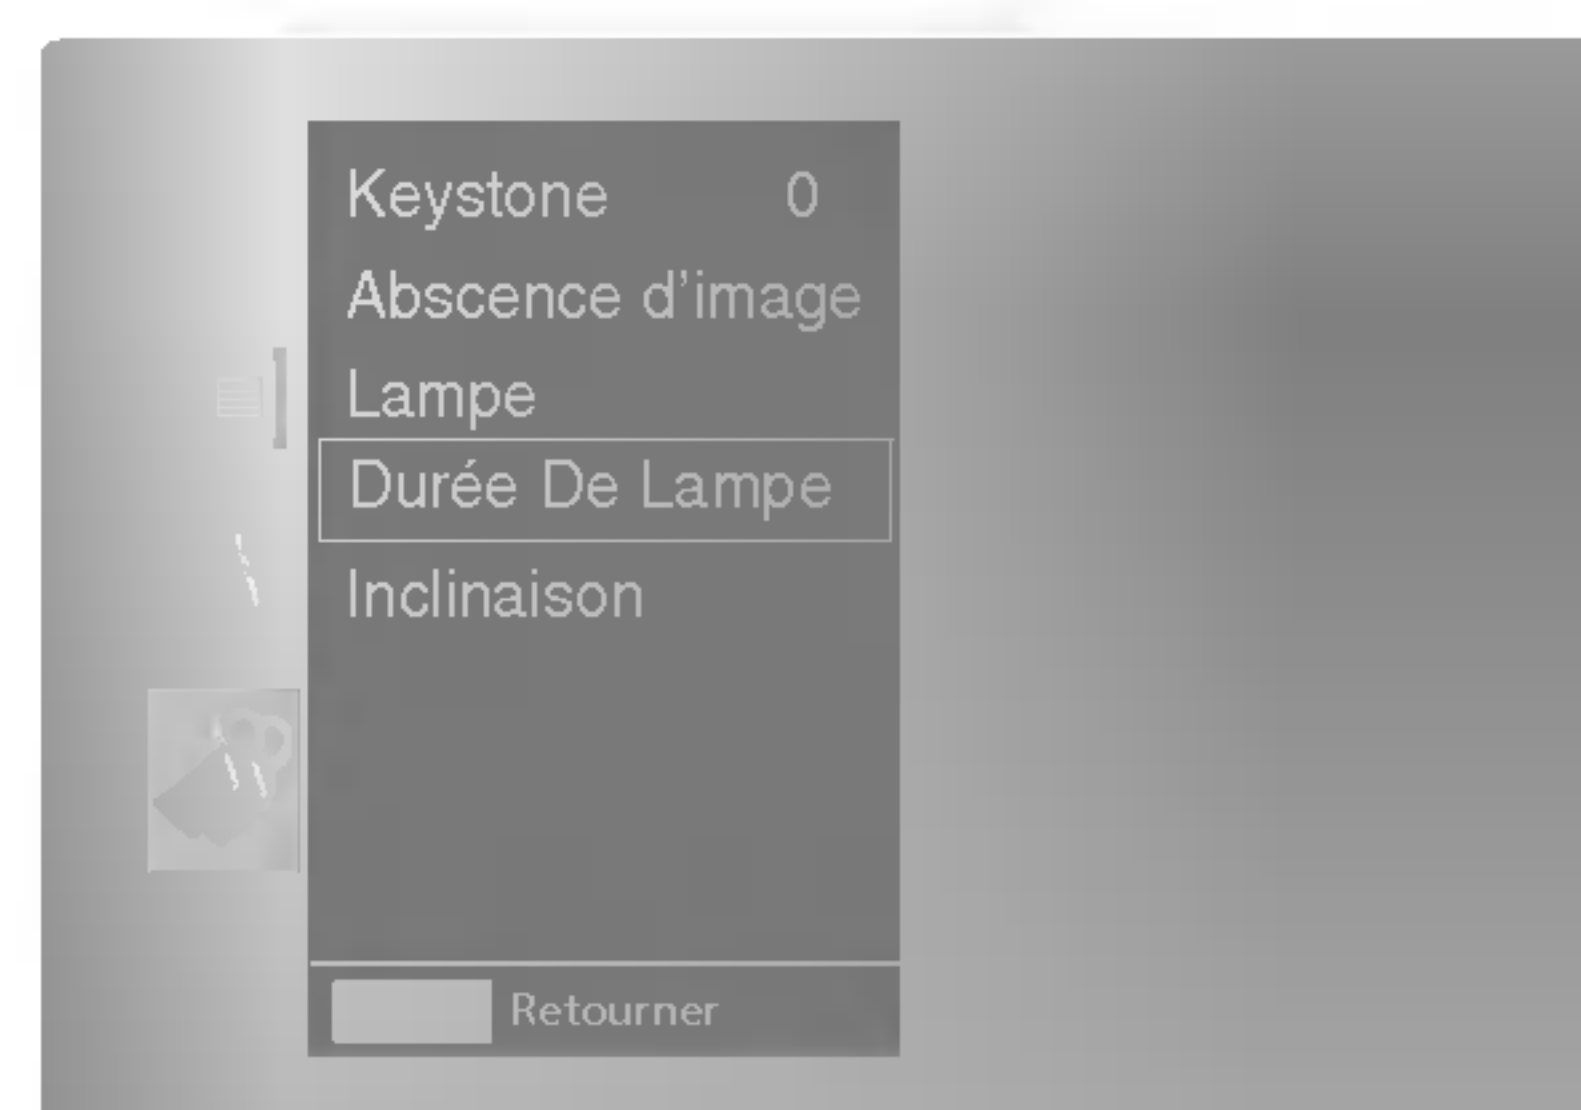 Keystone 0
Abscence d'image
Lampe
Durée De Lampe
Inclinaison
Retourner